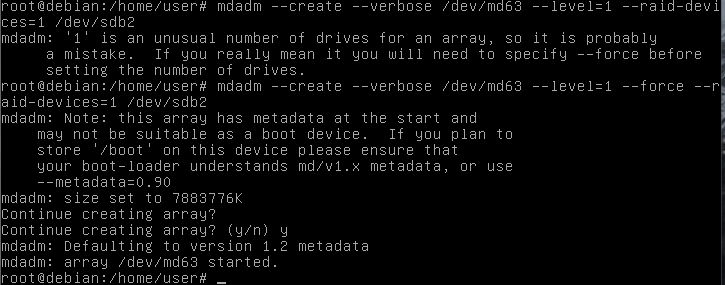 root@debian:/home/user# mdadm --create --verbose /dev/md63 --level=1 --raid-devi
ces=1 /dev/sdb2
mdadm: '1' is an unusual number of drives for an array, so it is probably
     a mistake.  If you really mean it you will need to specify --force before
     setting the number of drives.
root@debian:/home/user# mdadm --create --verbose /dev/md63 --level=1 --force --r
aid-devices=1 /dev/sdb2
mdadm: Note: this array has metadata at the start and
    may not be suitable as a boot device.  If you plan to
    store '/boot' on this device please ensure that
    your boot-loader understands md/v1.x metadata, or use
    --metadata=0.90
mdadm: size set to 7883776K
Continue creating array?
Continue creating array? (y/n) y
mdadm: Defaulting to version 1.2 metadata
mdadm: array /dev/md63 started.
root@debian:/home/user# _